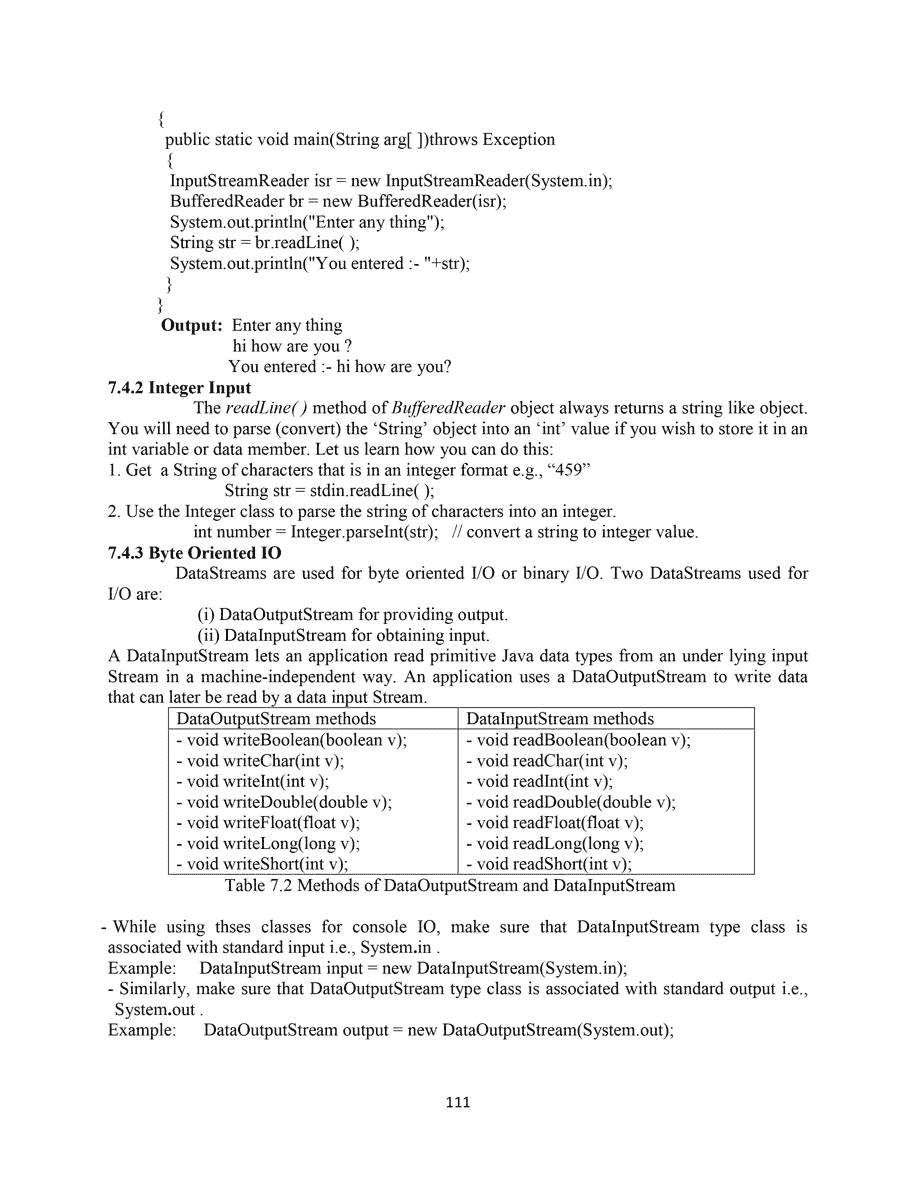 {
public static void main(String arg[ ])throws Exception
{
InputStreamReader isr = new InputStreamReader(System.in);
BufferedReader br = new BufferedReader(isr);
System.out.println("Enter any thing");
String str = br.readLine( );
System.out.println("You entered :- "+str);
}
}
Output: Enter any thing
hi how are you ?
You entered :- hi how are you?
7.4.2 Integer Input
The readLine( ) method of BufferedReader object always returns a string like object.
You will need to parse (convert) the ‘String’ object into an ‘int’ value if you wish to store it in an
int variable or data member. Let us learn how you can do this:
1. Get a String of characters that is in an integer format e.g., “459”
String str = stdin.readLine( );
2. Use the Integer class to parse the string of characters into an integer.
int number = Integer.parseInt(str); // convert a string to integer value.
7.4.3 Byte Oriented IO
DataStreams are used for byte oriented I/O or binary I/O. Two DataStreams used for
I/O are:
(i) DataOutputStream for providing output.
(ii) DataInputStream for obtaining input.
A DataInputStream lets an application read primitive Java data types from an under lying input
Stream in a machine-independent way. An application uses a DataOutputStream to write data
that can later be read by a data input Stream.
DataOutputStream methods DataInputStream methods
- void writeBoolean(boolean v); - void readBoolean(boolean v);
- void writeChar(int v); - void readChar(int v);
- void writeInt(int v); - void readInt(int v);
- void writeDouble(double v); - void readDouble(double v);
- void writeFloat(float v); - void readFloat(float v);
- void writeLong(long v); - void readLong(long v);
- void writeShort(int v); - void readShort(int v);
Table 7.2 Methods of DataOutputStream and DataInputStream
- While using thses classes for console IO, make sure that DataInputStream type class is
associated with standard input i.e., System.in .
Example: DataInputStream input = new DataInputStream(System.in);
- Similarly, make sure that DataOutputStream type class is associated with standard output i.e.,
System.out .
Example: DataOutputStream output = new DataOutputStream(System.out);
111